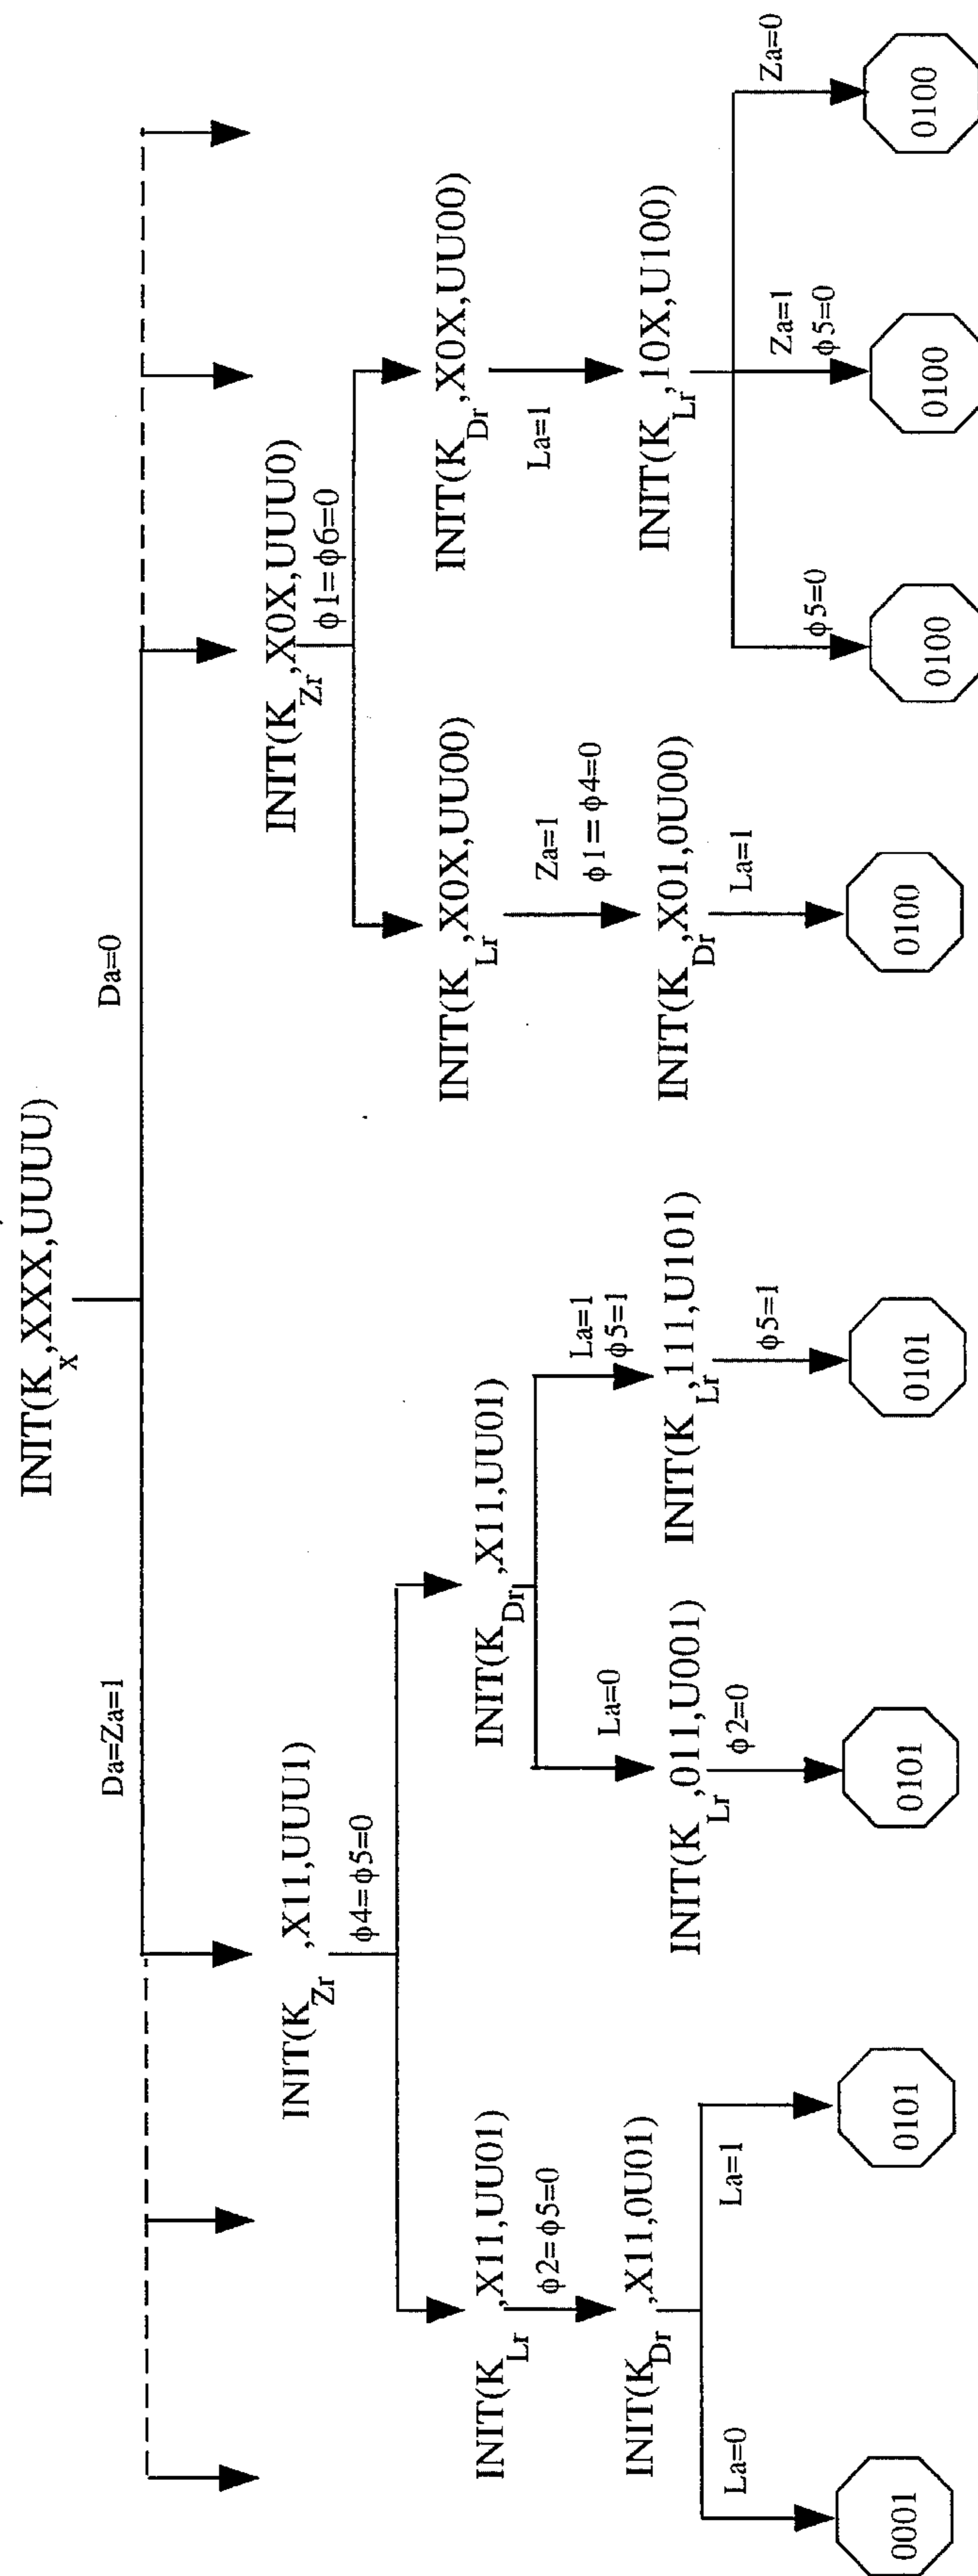 INIT(K_x,XXX,UUUU)
Da=Za=1
Da=0
INIT(K_Zr,X11,UUU1)
φ4=φ5=0
INIT(K_Zr,X0X,UUU0)
φ1=φ6=0
INIT(K_Lr,X11,UU01)
φ2=φ5=0
INIT(K_Dr,X11,UU01)
La=0
La=1
φ5=1
INIT(K_Lr,X0X,UU00)
Za=1
φ1=φ4=0
INIT(K_Dr,X0X,UU00)
La=1
INIT(K_Dr,X11,0U01)
La=0
La=1
INIT(K_Lr,011,U001)
φ2=0
INIT(K_Lr,111,U101)
φ5=1
INIT(K_Dr,X01,0U00)
La=1
INIT(K_Lr,10X,U100)
φ5=0
Za=1
φ5=0
Za=0
0001
0101
0101
0101
0100
0100
0100
0100